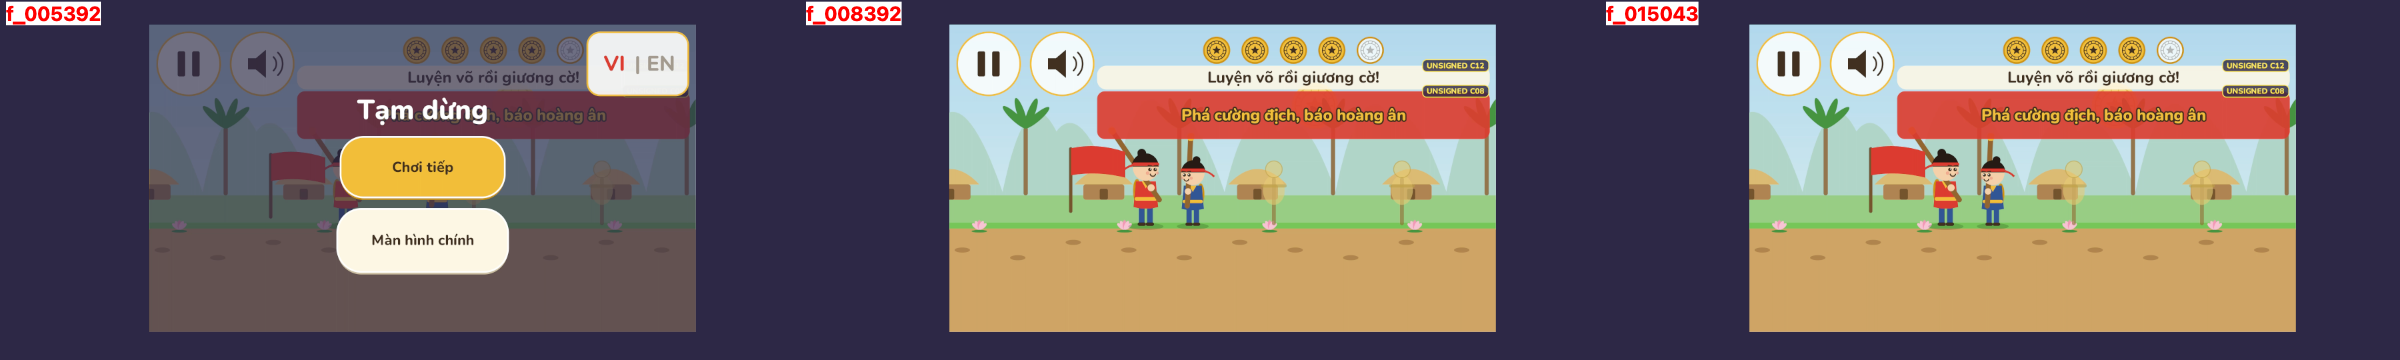 f_005392
VI | EN
Luyện võ rồi giương cờ!
Tạm dừng
địch, báo hoàng ân
Chơi tiếp
Màn hình chính
f_008392
UNSIGNED C12
Luyện võ rồi giương cờ!
UNSIGNED C08
Phá cường địch, báo hoàng ân
f_015043
UNSIGNED C12
Luyện võ rồi giương cờ!
UNSIGNED C08
Phá cường địch, báo hoàng ân